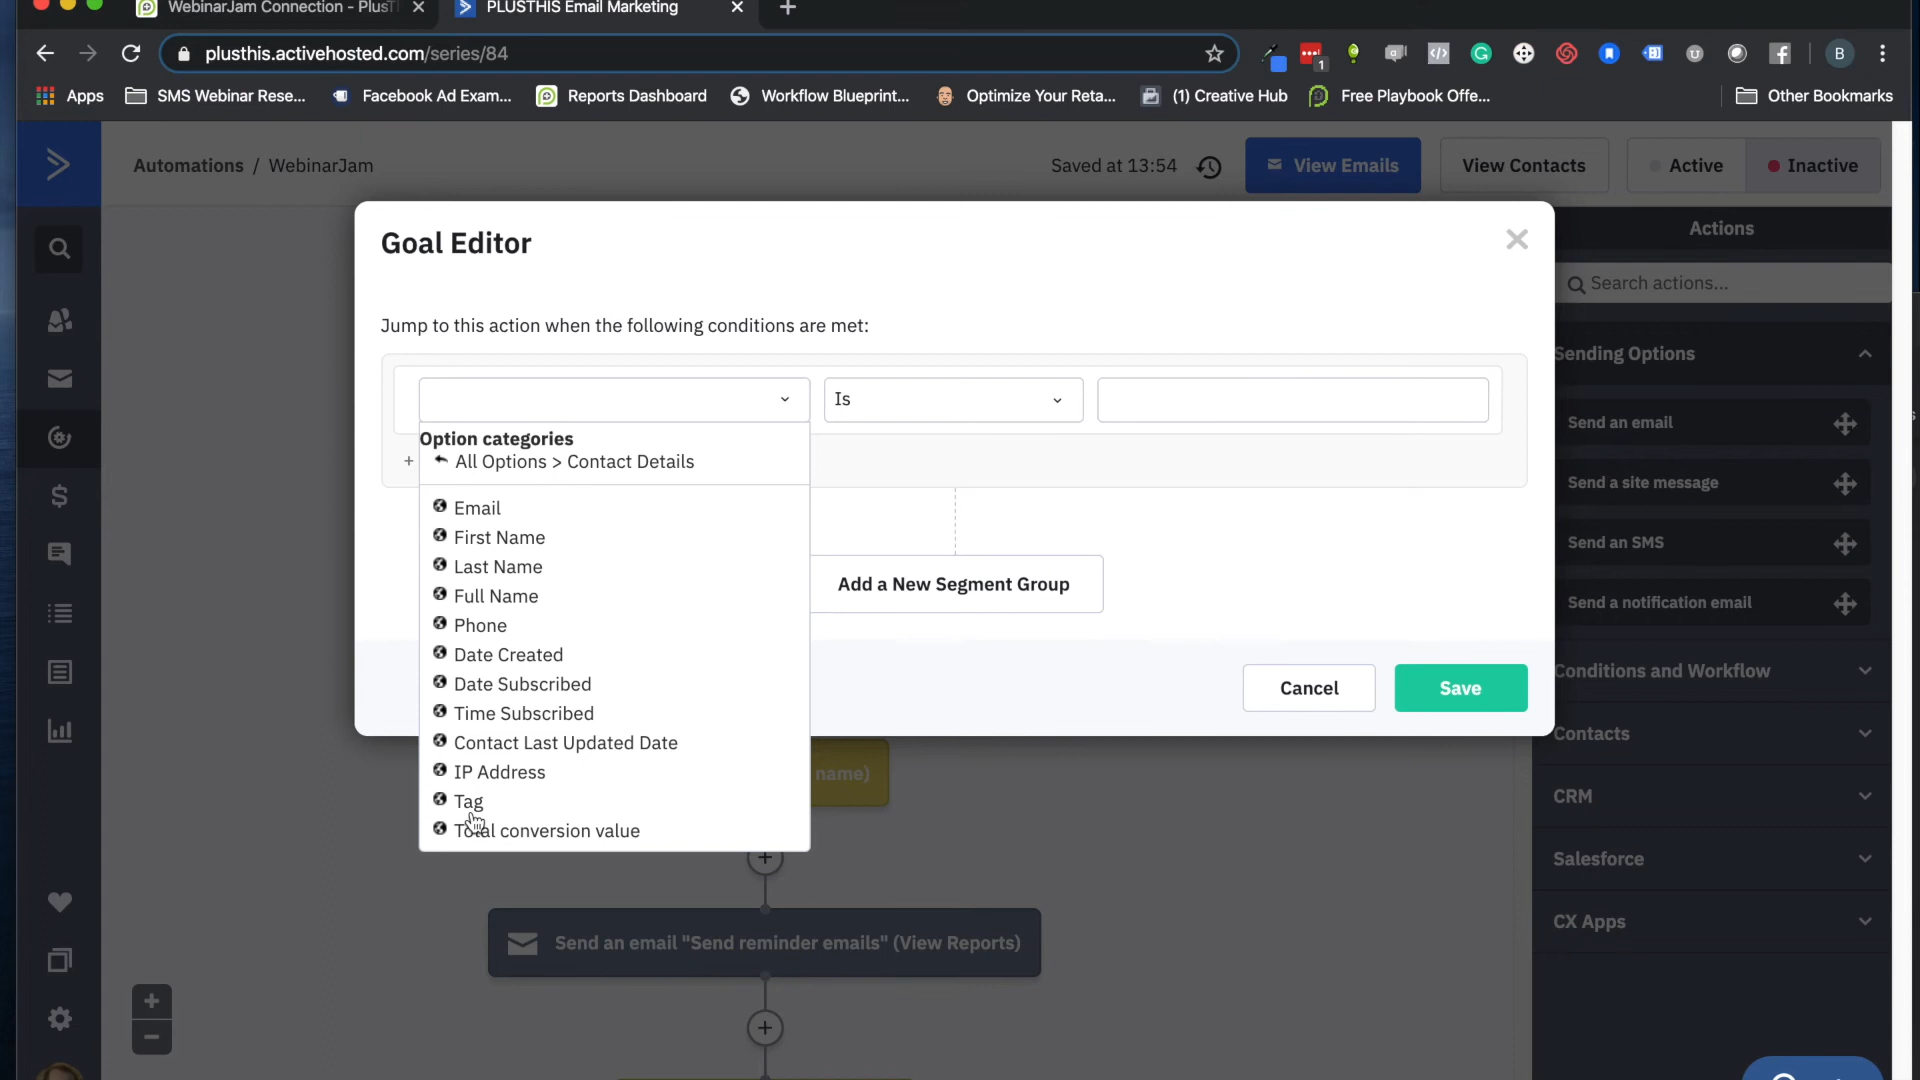 WebinarJam Connection - PlusT
PLUSTHIS Email Marketing
plusthis.activehosted.com/series/84
1
B
Apps
SMS Webinar Rese...
Facebook Ad Exam...
Reports Dashboard
Workflow Blueprint...
Optimize Your Reta...
(1) Creative Hub
Free Playbook Offe...
Other Bookmarks
Automations / WebinarJam
Saved at 13:54
View Emails
View Contacts
Active
Inactive
Goal Editor
Jump to this action when the following conditions are met:
Is
Option categories
All Options > Contact Details
Email
First Name
Last Name
Full Name
Phone
Date Created
Date Subscribed
Time Subscribed
Contact Last Updated Date
IP Address
Tag
Total conversion value
Add a New Segment Group
Cancel
Save
name)
Send an email "Send reminder emails" (View Reports)
Actions
Search actions...
Sending Options
Send an email
Send a site message
Send an SMS
Send a notification email
Conditions and Workflow
Contacts
CRM
Salesforce
CX Apps